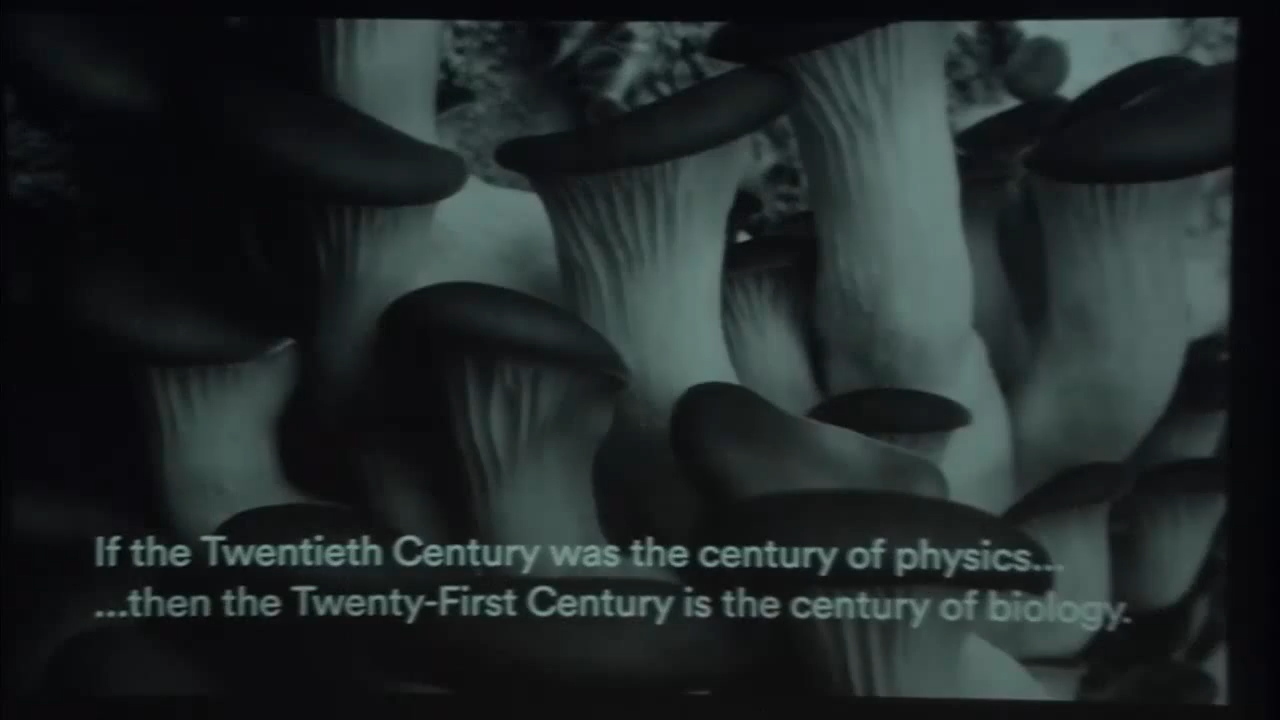 If the Twentieth Century was the century of physics...
...then the Twenty-First Century is the century of biology.